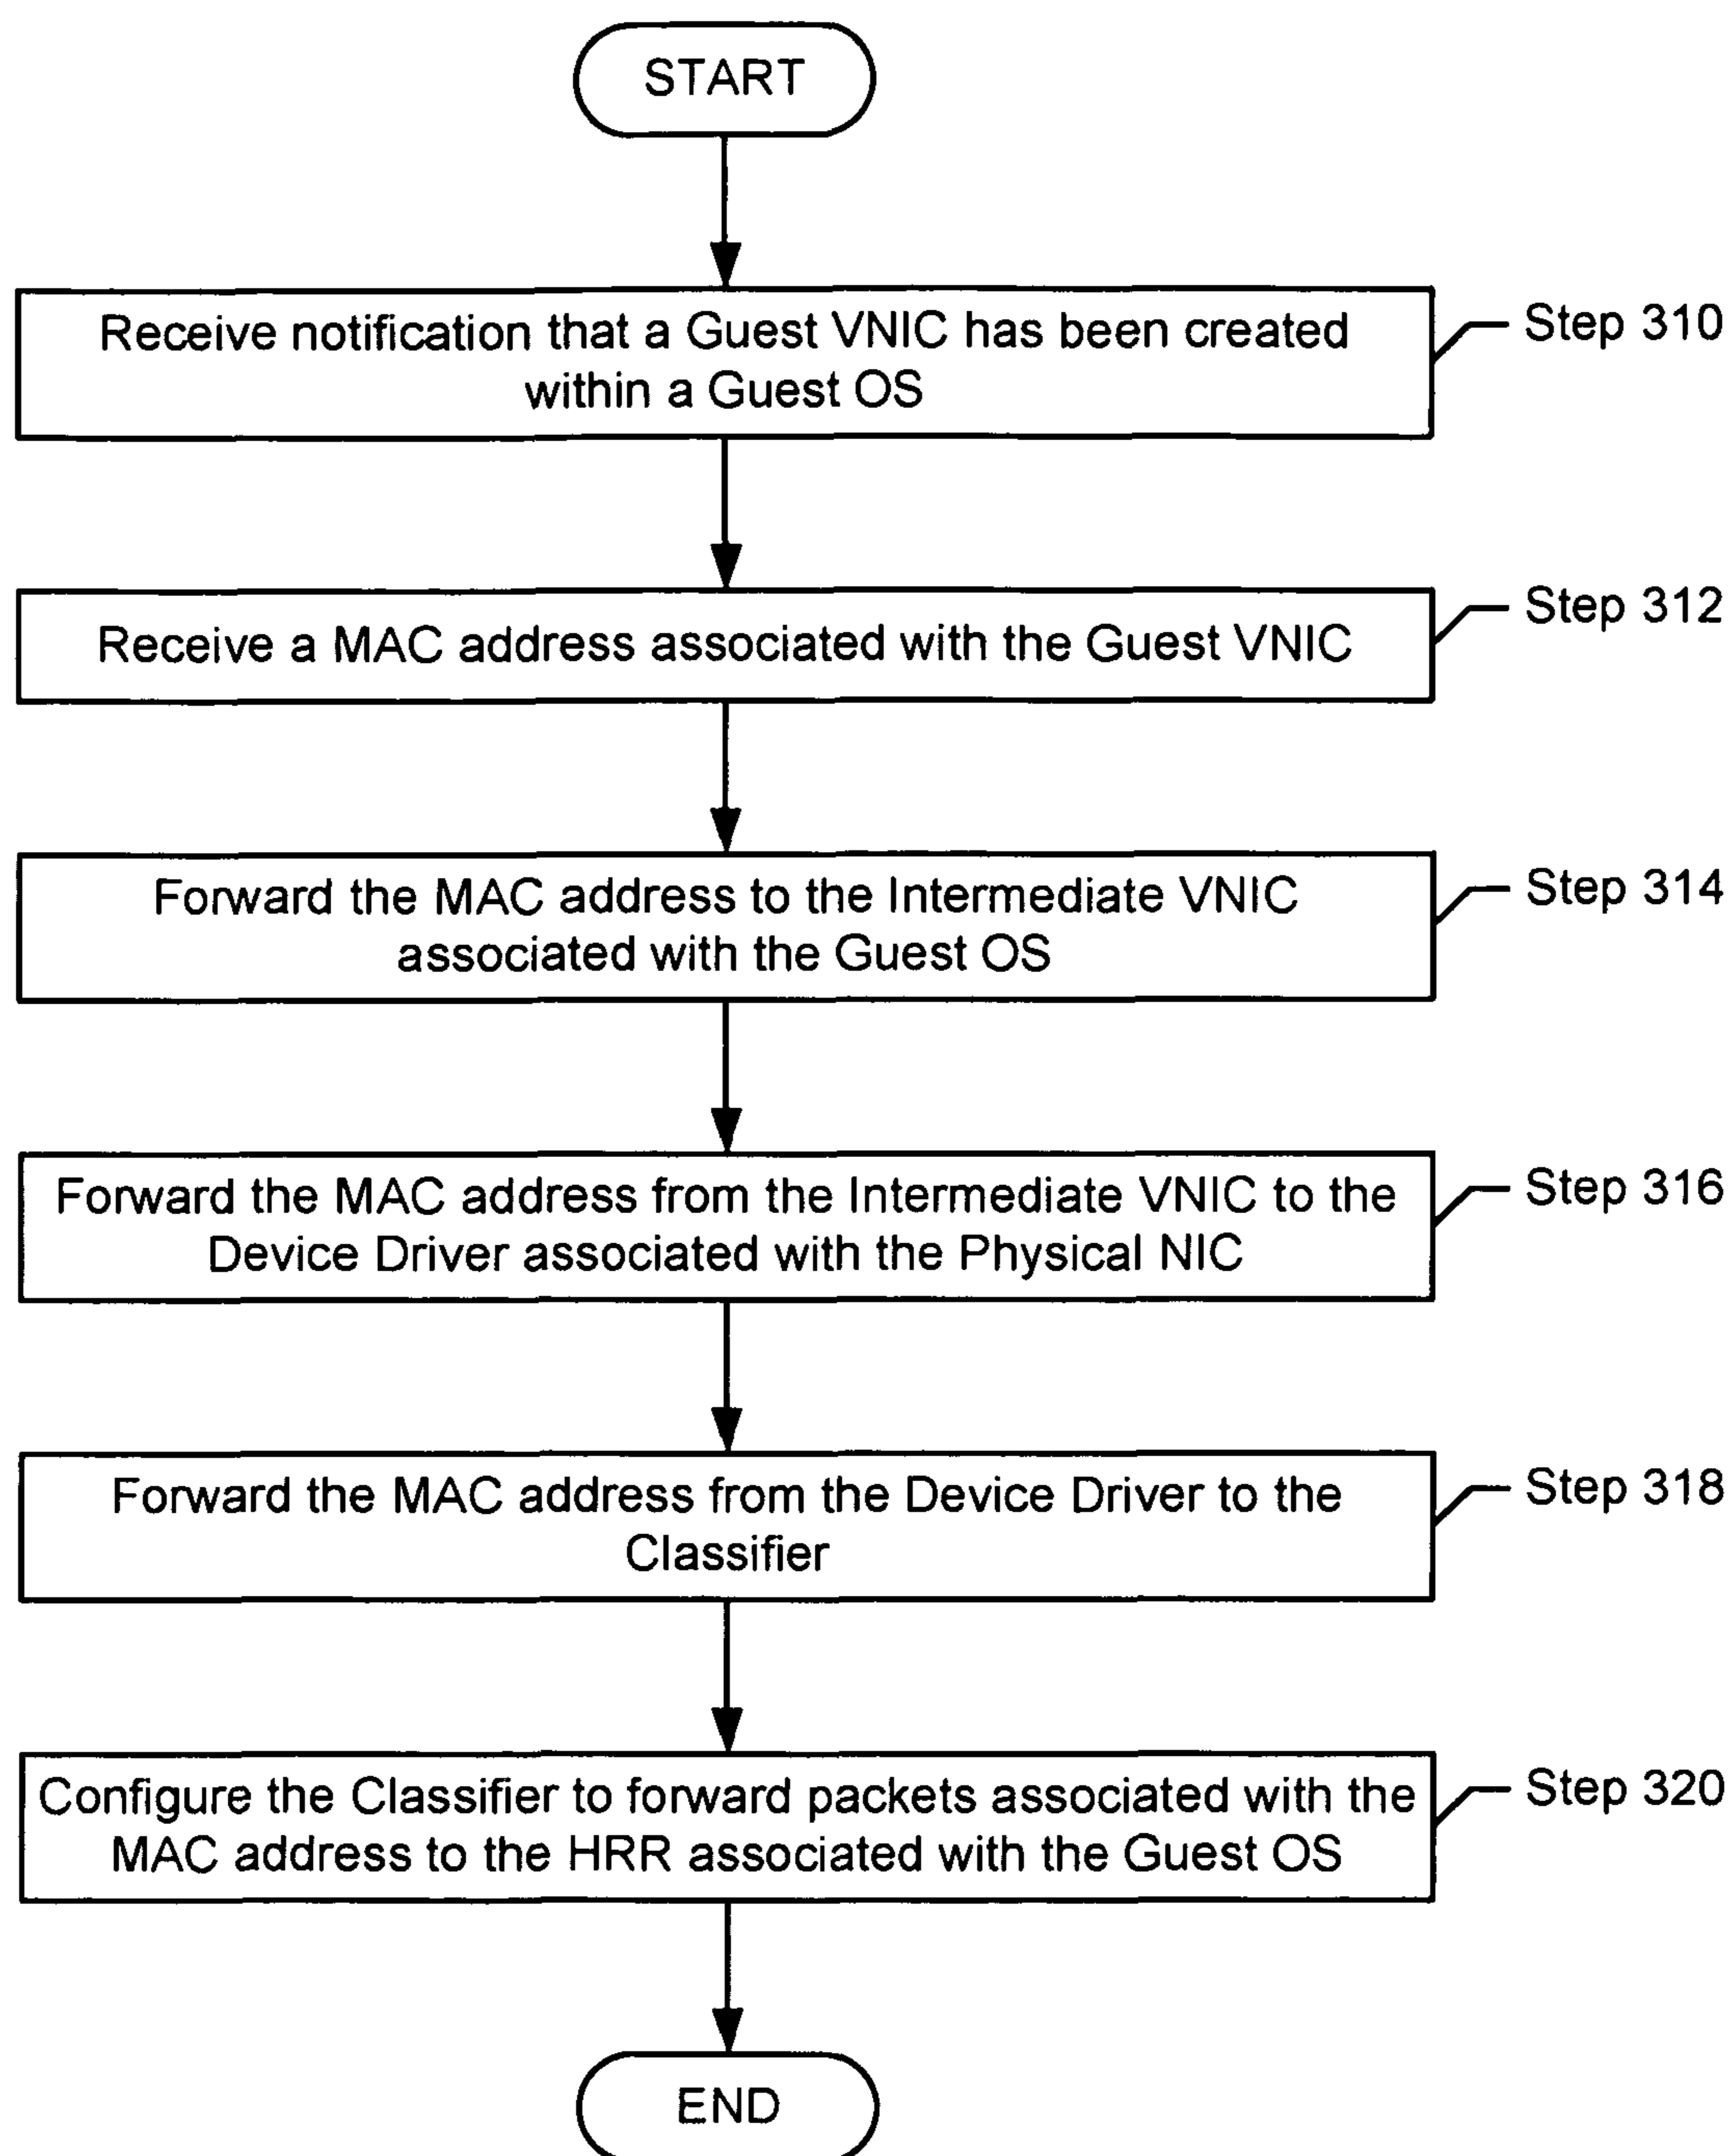 START
Receive notification that a Guest VNIC has been created
within a Guest OS
Step 310
Receive a MAC address associated with the Guest VNIC
Step 312
Forward the MAC address to the Intermediate VNIC
associated with the Guest OS
Step 314
Forward the MAC address from the Intermediate VNIC to the
Device Driver associated with the Physical NIC
Step 316
Forward the MAC address from the Device Driver to the
Classifier
Step 318
Configure the Classifier to forward packets associated with the
MAC address to the HRR associated with the Guest OS
Step 320
END